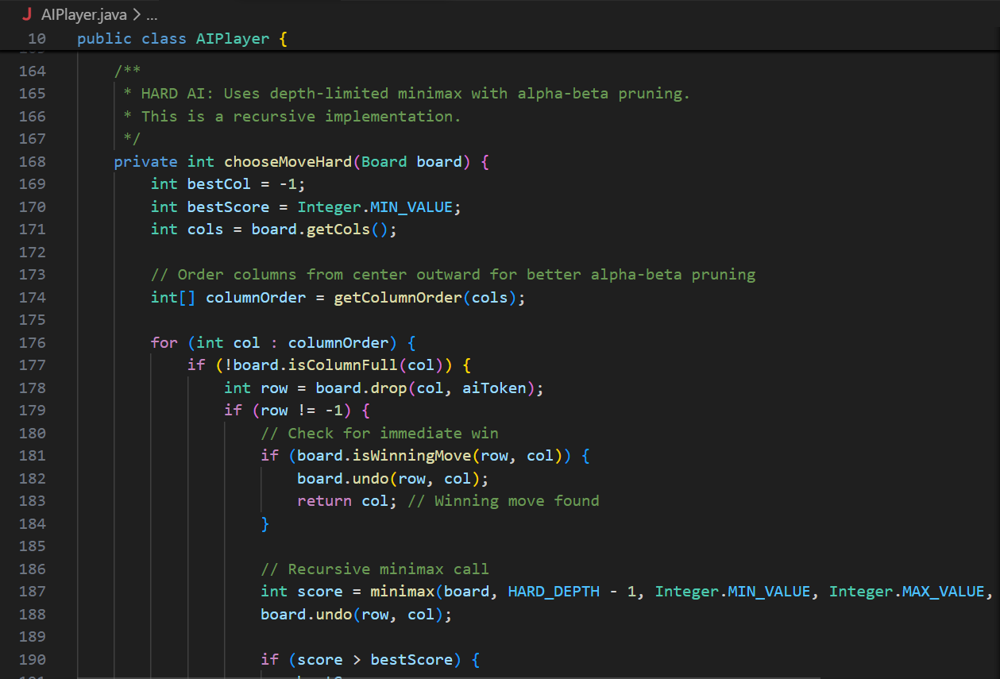 J AIPlayer.java > ...
10 public class AIPlayer {
164 /**
165 * HARD AI: Uses depth-limited minimax with alpha-beta pruning.
166 * This is a recursive implementation.
167 */
168 private int chooseMoveHard(Board board) {
169 int bestCol = -1;
170 int bestScore = Integer.MIN_VALUE;
171 int cols = board.getCols();
172
173 // Order columns from center outward for better alpha-beta pruning
174 int[] columnOrder = getColumnOrder(cols);
175
176 for (int col : columnOrder) {
177 if (!board.isColumnFull(col)) {
178 int row = board.drop(col, aiToken);
179 if (row != -1) {
180 // Check for immediate win
181 if (board.isWinningMove(row, col)) {
182 board.undo(row, col);
183 return col; // Winning move found
184 }
185
186 // Recursive minimax call
187 int score = minimax(board, HARD_DEPTH - 1, Integer.MIN_VALUE, Integer.MAX_VALUE,
188 board.undo(row, col);
189
190 if (score > bestScore) {